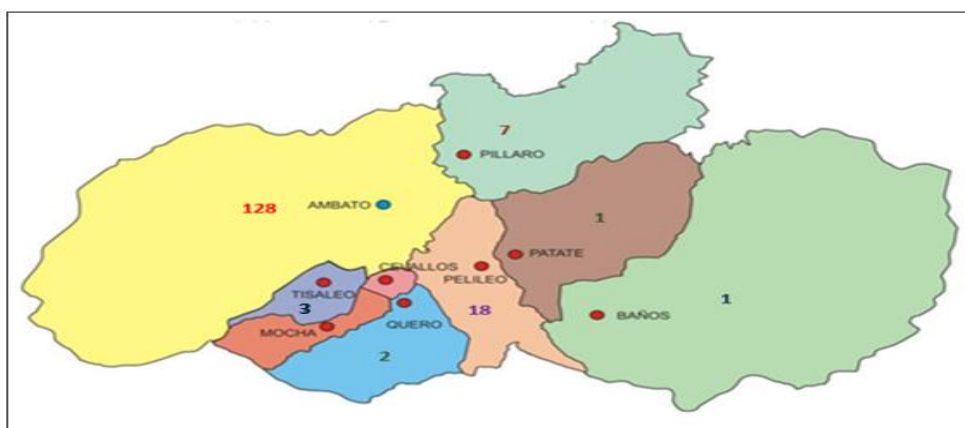 7
PILLARO
128
AMBATO
1
PATATE
CEVALLOS
PELILEO
TISALEO
3
18
1
BAÑOS
QUERO
MOCHA
2